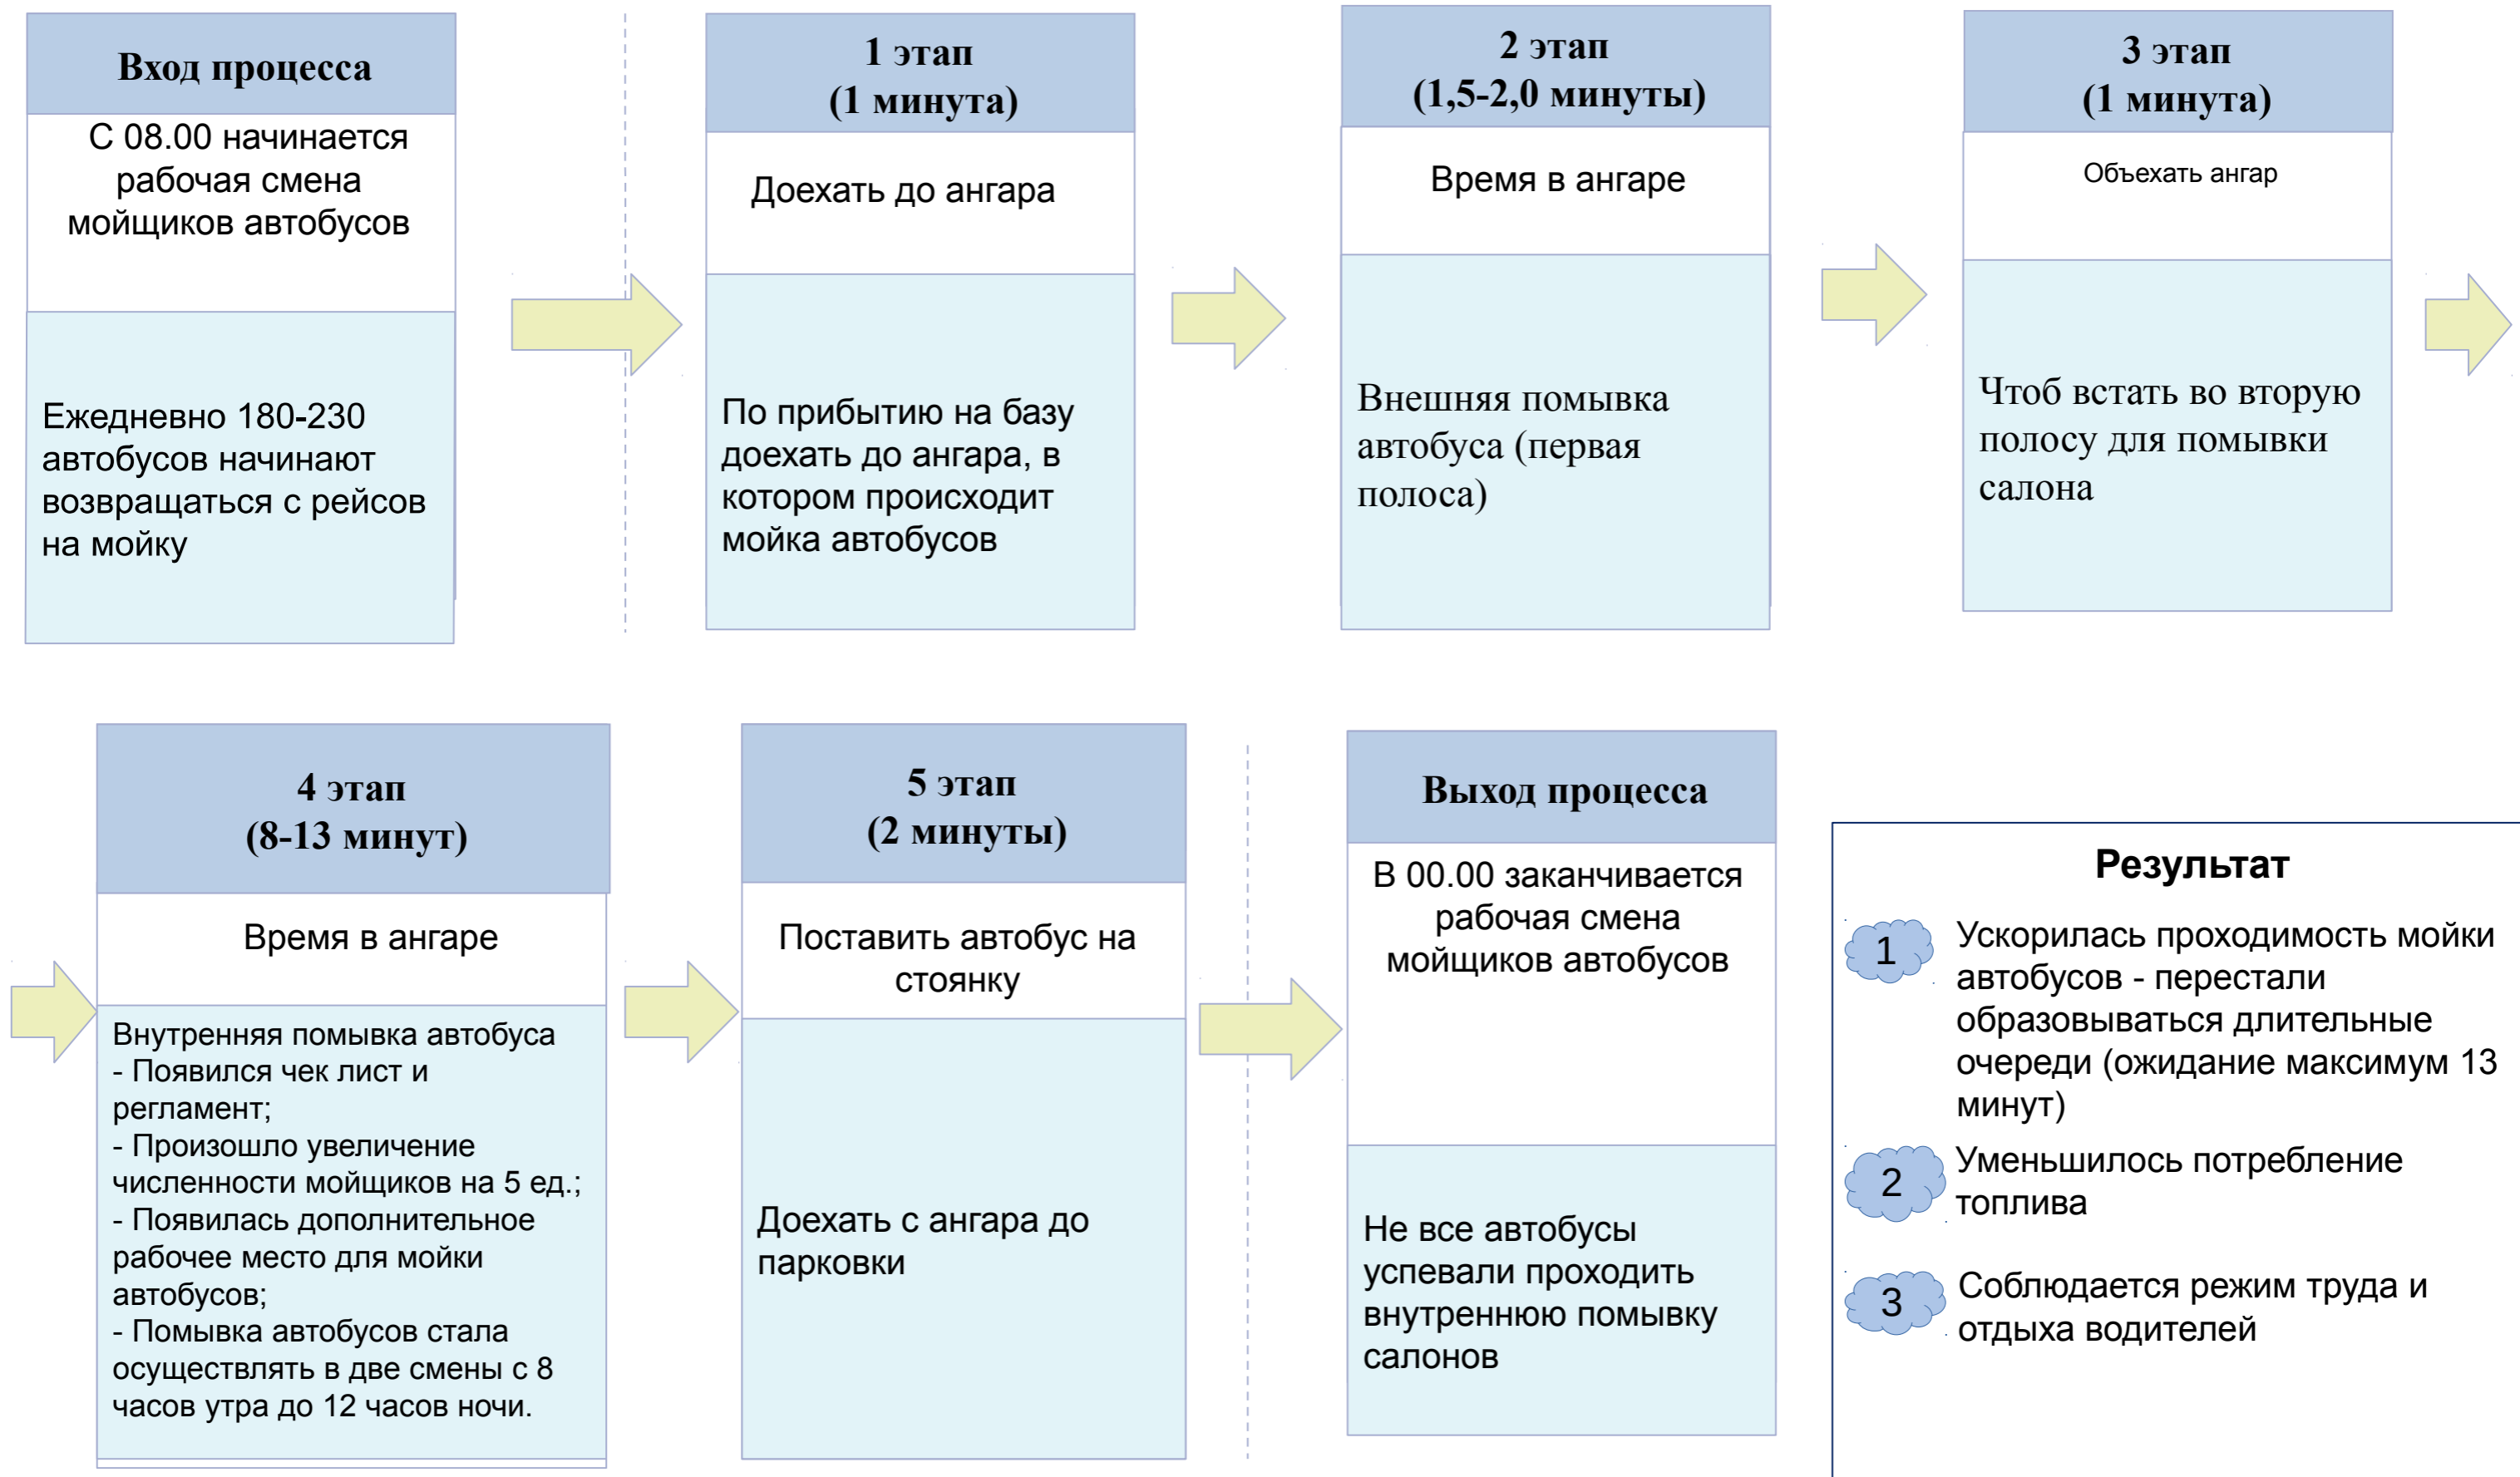 Вход процесса
С 08.00 начинается
рабочая смена
мойщиков автобусов
Ежедневно 180-230
автобусов начинают
возвращаться с рейсов
на мойку
1 этап
(1 минута)
Доехать до ангара
По прибытию на базу
доехать до ангара, в
котором происходит
мойка автобусов
2 этап
(1,5-2,0 минуты)
Время в ангаре
Внешняя помывка
автобуса (первая
полоса)
3 этап
(1 минута)
Объехать ангар
Чтоб встать во вторую
полосу для помывки
салона
4 этап
(8-13 минут)
Время в ангаре
Внутренняя помывка автобуса
- Появился чек лист и
регламент;
- Произошло увеличение
численности мойщиков на 5 ед.;
- Появилась дополнительное
рабочее место для мойки
автобусов;
- Помывка автобусов стала
осуществлять в две смены с 8
часов утра до 12 часов ночи.
5 этап
(2 минуты)
Поставить автобус на
стоянку
Доехать с ангара до
парковки
Выход процесса
В 00.00 заканчивается
рабочая смена
мойщиков автобусов
Не все автобусы
успевали проходить
внутреннюю помывку
салонов
Результат
1 Ускорилась проходимость мойки
автобусов - перестали
образовываться длительные
очереди (ожидание максимум 13
минут)
2 Уменьшилось потребление
топлива
3 Соблюдается режим труда и
отдыха водителей